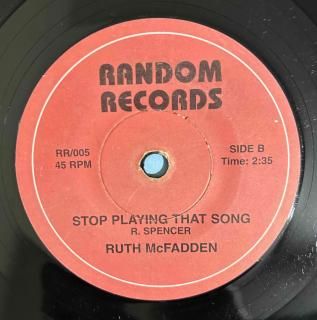 RANDOM
RECORDS
RR/005 SIDE B
45 RPM Time: 2:35
STOP PLAYING THAT SONG
R. SPENCER
RUTH McFADDEN